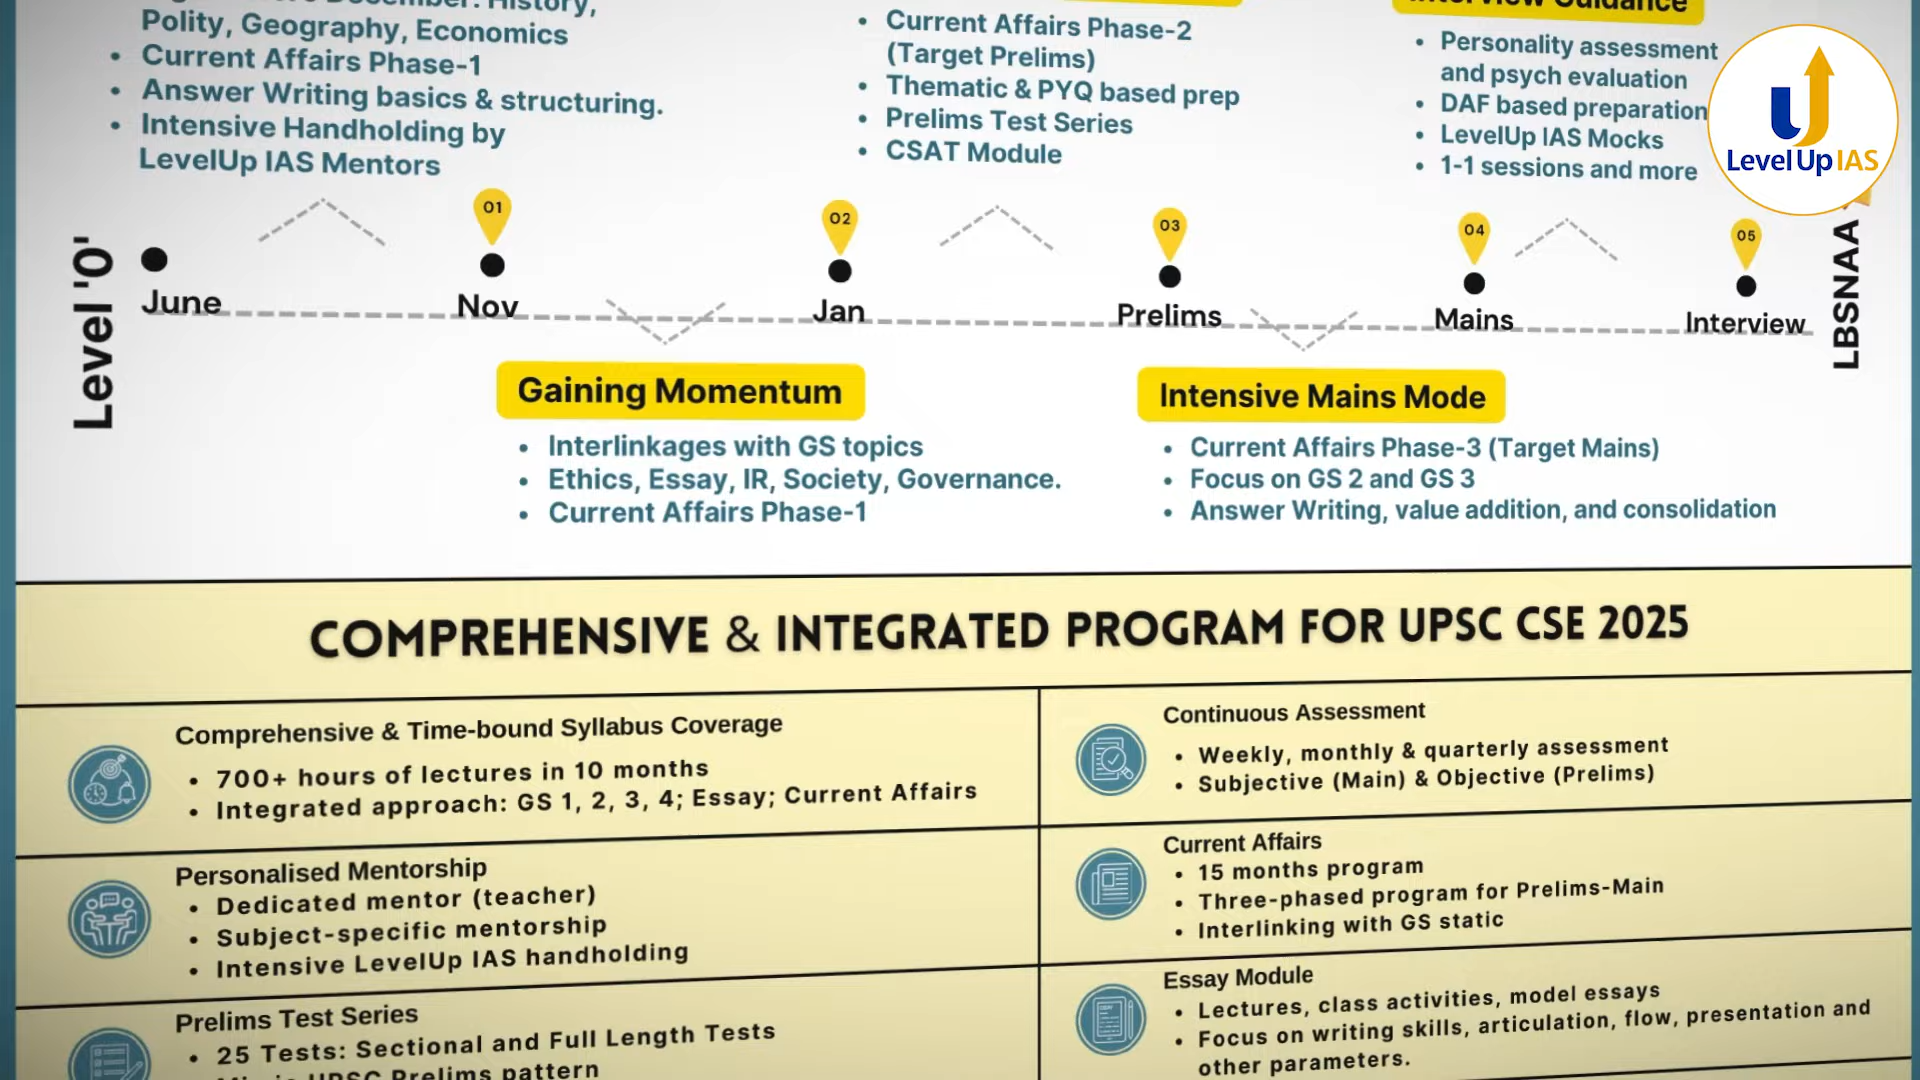 History,
Polity, Geography, Economics
Current Affairs Phase-1
Answer Writing basics & structuring.
Intensive Handholding by
LevelUp IAS Mentors
Current Affairs Phase-2
(Target Prelims)
Thematic & PYQ based prep
Prelims Test Series
CSAT Module
Interview Guidance
Personality assessment
and psych evaluation
DAF based preparation
LevelUp IAS Mocks
1-1 sessions and more
LevelUp IAS
Level '0'
01
02
03
04
05
June
Nov
Jan
Prelims
Mains
Interview
LBSNAA
Gaining Momentum
Interlinkages with GS topics
Ethics, Essay, IR, Society, Governance.
Current Affairs Phase-1
Intensive Mains Mode
Current Affairs Phase-3 (Target Mains)
Focus on GS 2 and GS 3
Answer Writing, value addition, and consolidation
COMPREHENSIVE & INTEGRATED PROGRAM FOR UPSC CSE 2025
Comprehensive & Time-bound Syllabus Coverage
700+ hours of lectures in 10 months
Integrated approach: GS 1, 2, 3, 4; Essay; Current Affairs
Continuous Assessment
Weekly, monthly & quarterly assessment
Subjective (Main) & Objective (Prelims)
Personalised Mentorship
Dedicated mentor (teacher)
Subject-specific mentorship
Intensive LevelUp IAS handholding
Current Affairs
15 months program
Three-phased program for Prelims-Main
Interlinking with GS static
Prelims Test Series
25 Tests: Sectional and Full Length Tests
UPSC Prelims pattern
Essay Module
Lectures, class activities, model essays
Focus on writing skills, articulation, flow, presentation and
other parameters.